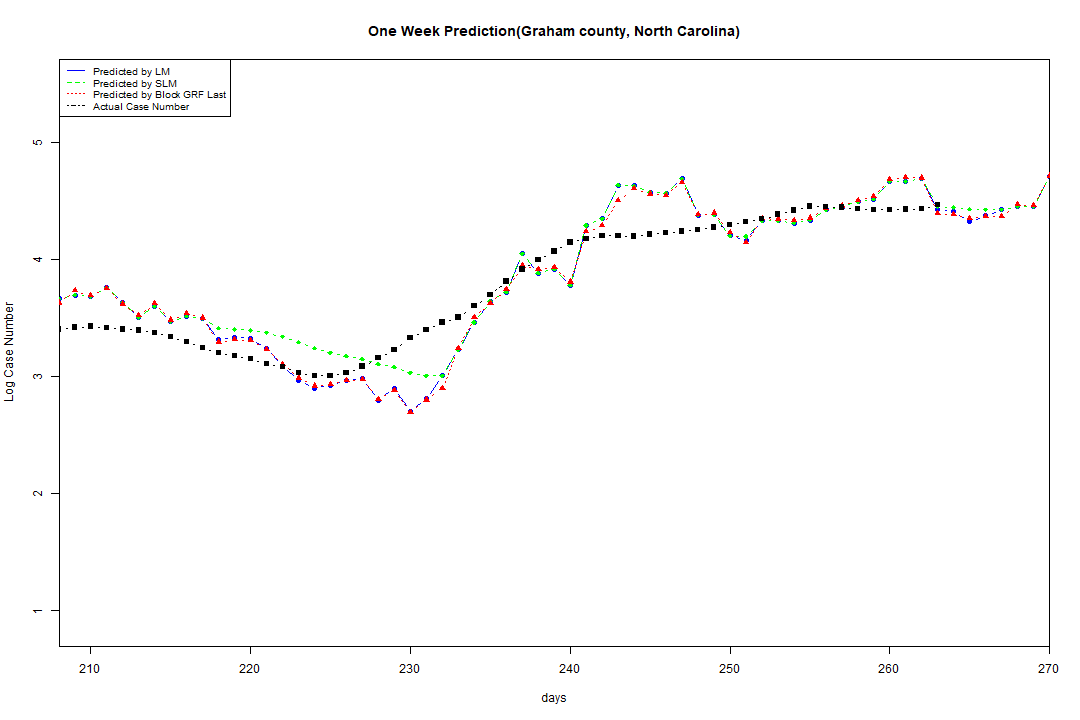 One Week Prediction(Graham county, North Carolina)
Predicted by LM
Predicted by SLM
Predicted by Block GRF Last
Actual Case Number
5
4
3
2
1
Log Case Number
210 220 230 240 250 260 270
days